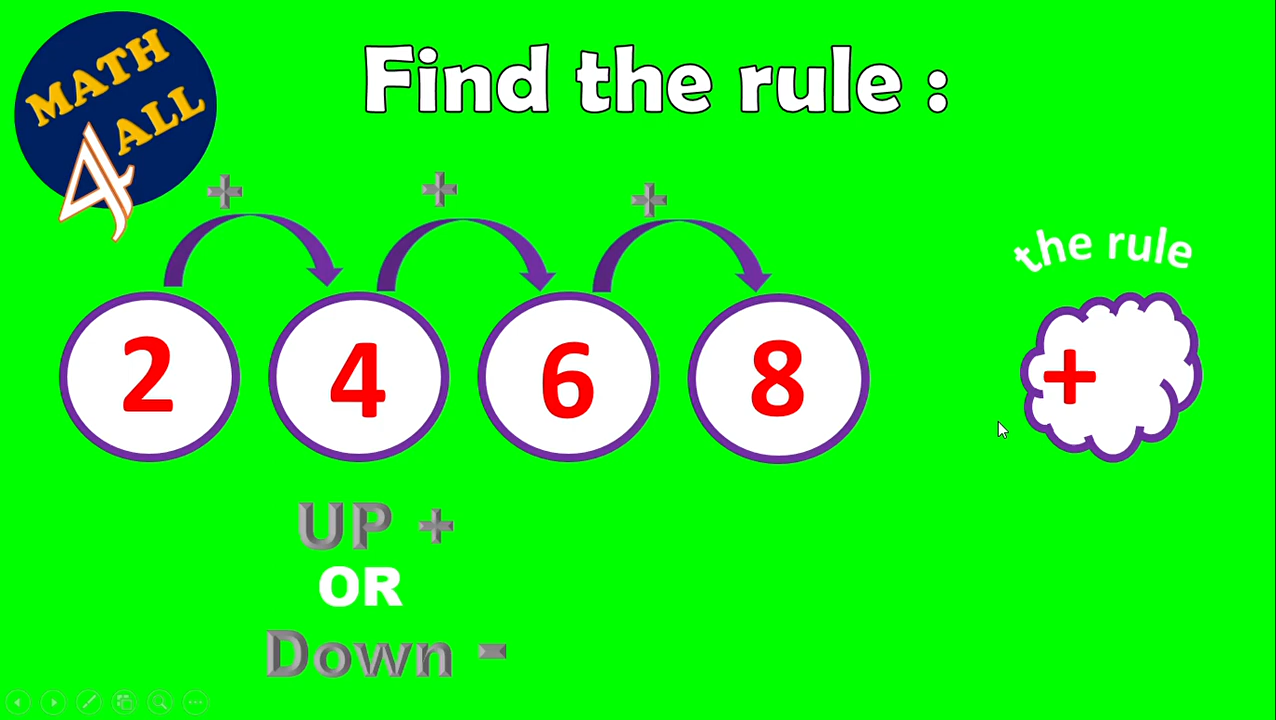 MATH
4 ALL
Find the rule :
+ + +
the rule
2 4 6 8
+
UP +
OR
Down -